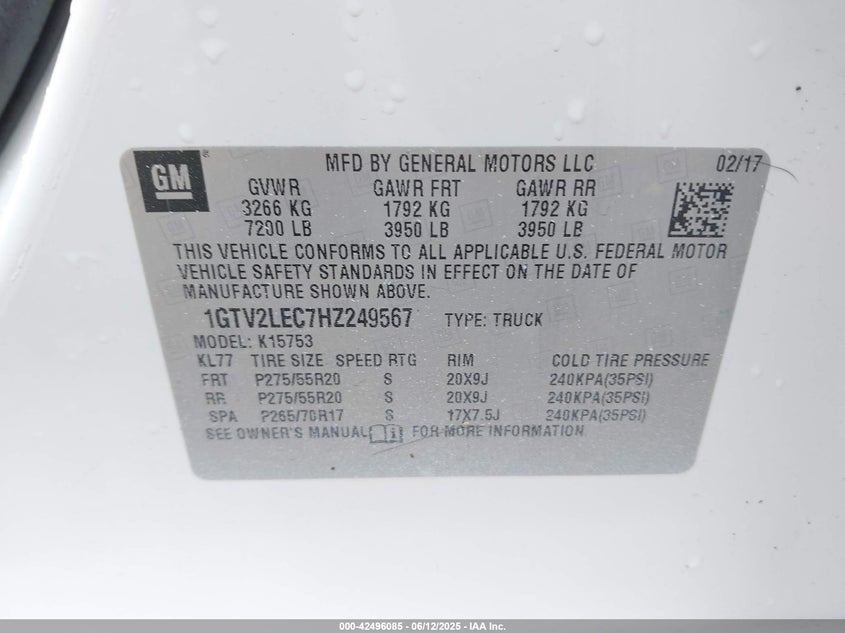 GM
MFD BY GENERAL MOTORS LLC 02/17
GVWR GAWR FRT GAWR RR
3266 KG 1792 KG 1792 KG
7200 LB 3950 LB 3950 LB
THIS VEHICLE CONFORMS TO ALL APPLICABLE U.S. FEDERAL MOTOR
VEHICLE SAFETY STANDARDS IN EFFECT ON THE DATE OF
MANUFACTURE SHOWN ABOVE.
1GTV2LEC7HZ249567 TYPE: TRUCK
MODEL: K15753
KL77 TIRE SIZE SPEED RTG RIM COLD TIRE PRESSURE
FRT P275/55R20 S 20X9J 240KPA(35PSI)
RR P275/55R20 S 20X9J 240KPA(35PSI)
SPA P265/70R17 S 17X7.5J 240KPA(35PSI)
SEE OWNER'S MANUAL FOR MORE INFORMATION
000-42496085 - 06/12/2025 - IAA Inc.